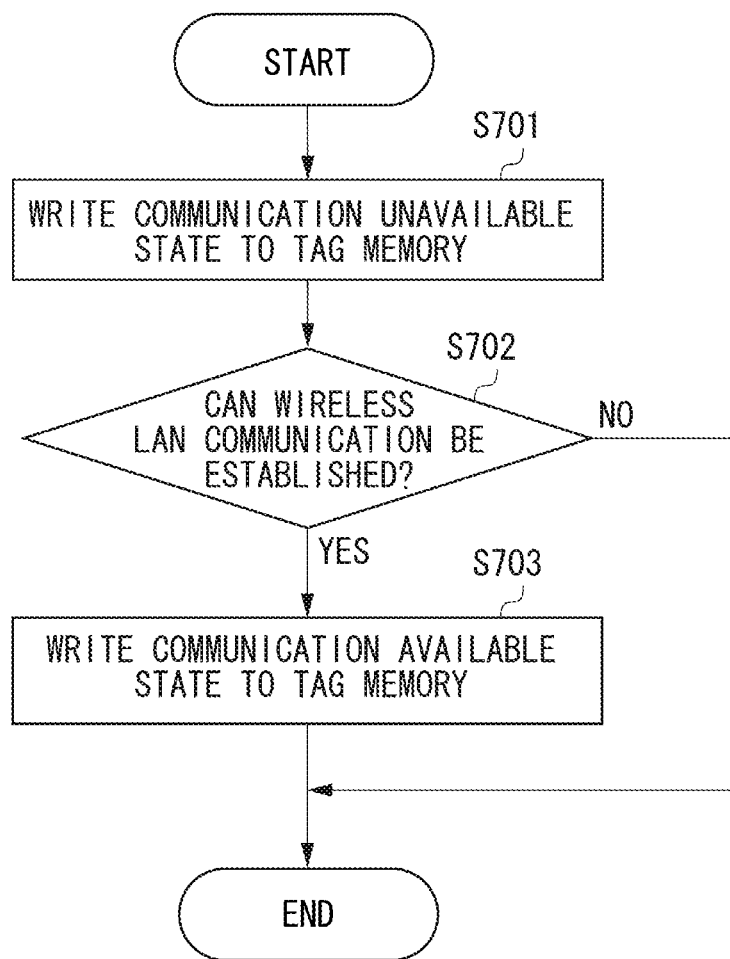 START
S701
WRITE COMMUNICATION UNAVAILABLE
STATE TO TAG MEMORY
S702
CAN WIRELESS
LAN COMMUNICATION BE
ESTABLISHED?
NO
YES
S703
WRITE COMMUNICATION AVAILABLE
STATE TO TAG MEMORY
END